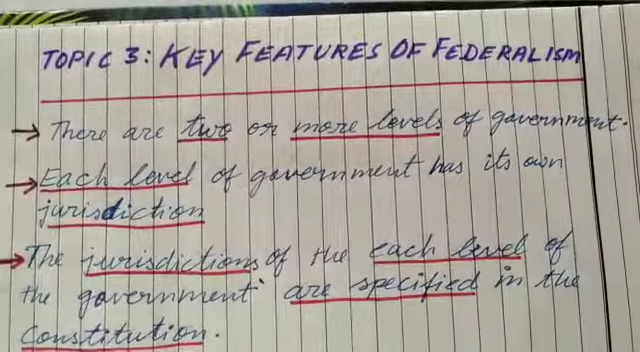 TOPIC 3: KEY FEATURES OF FEDERALISM
→ There are two or more levels of government.
→ Each level of government has its own
jurisdiction
→ The jurisdictions of the each level of
the government are specified in the
Constitution.